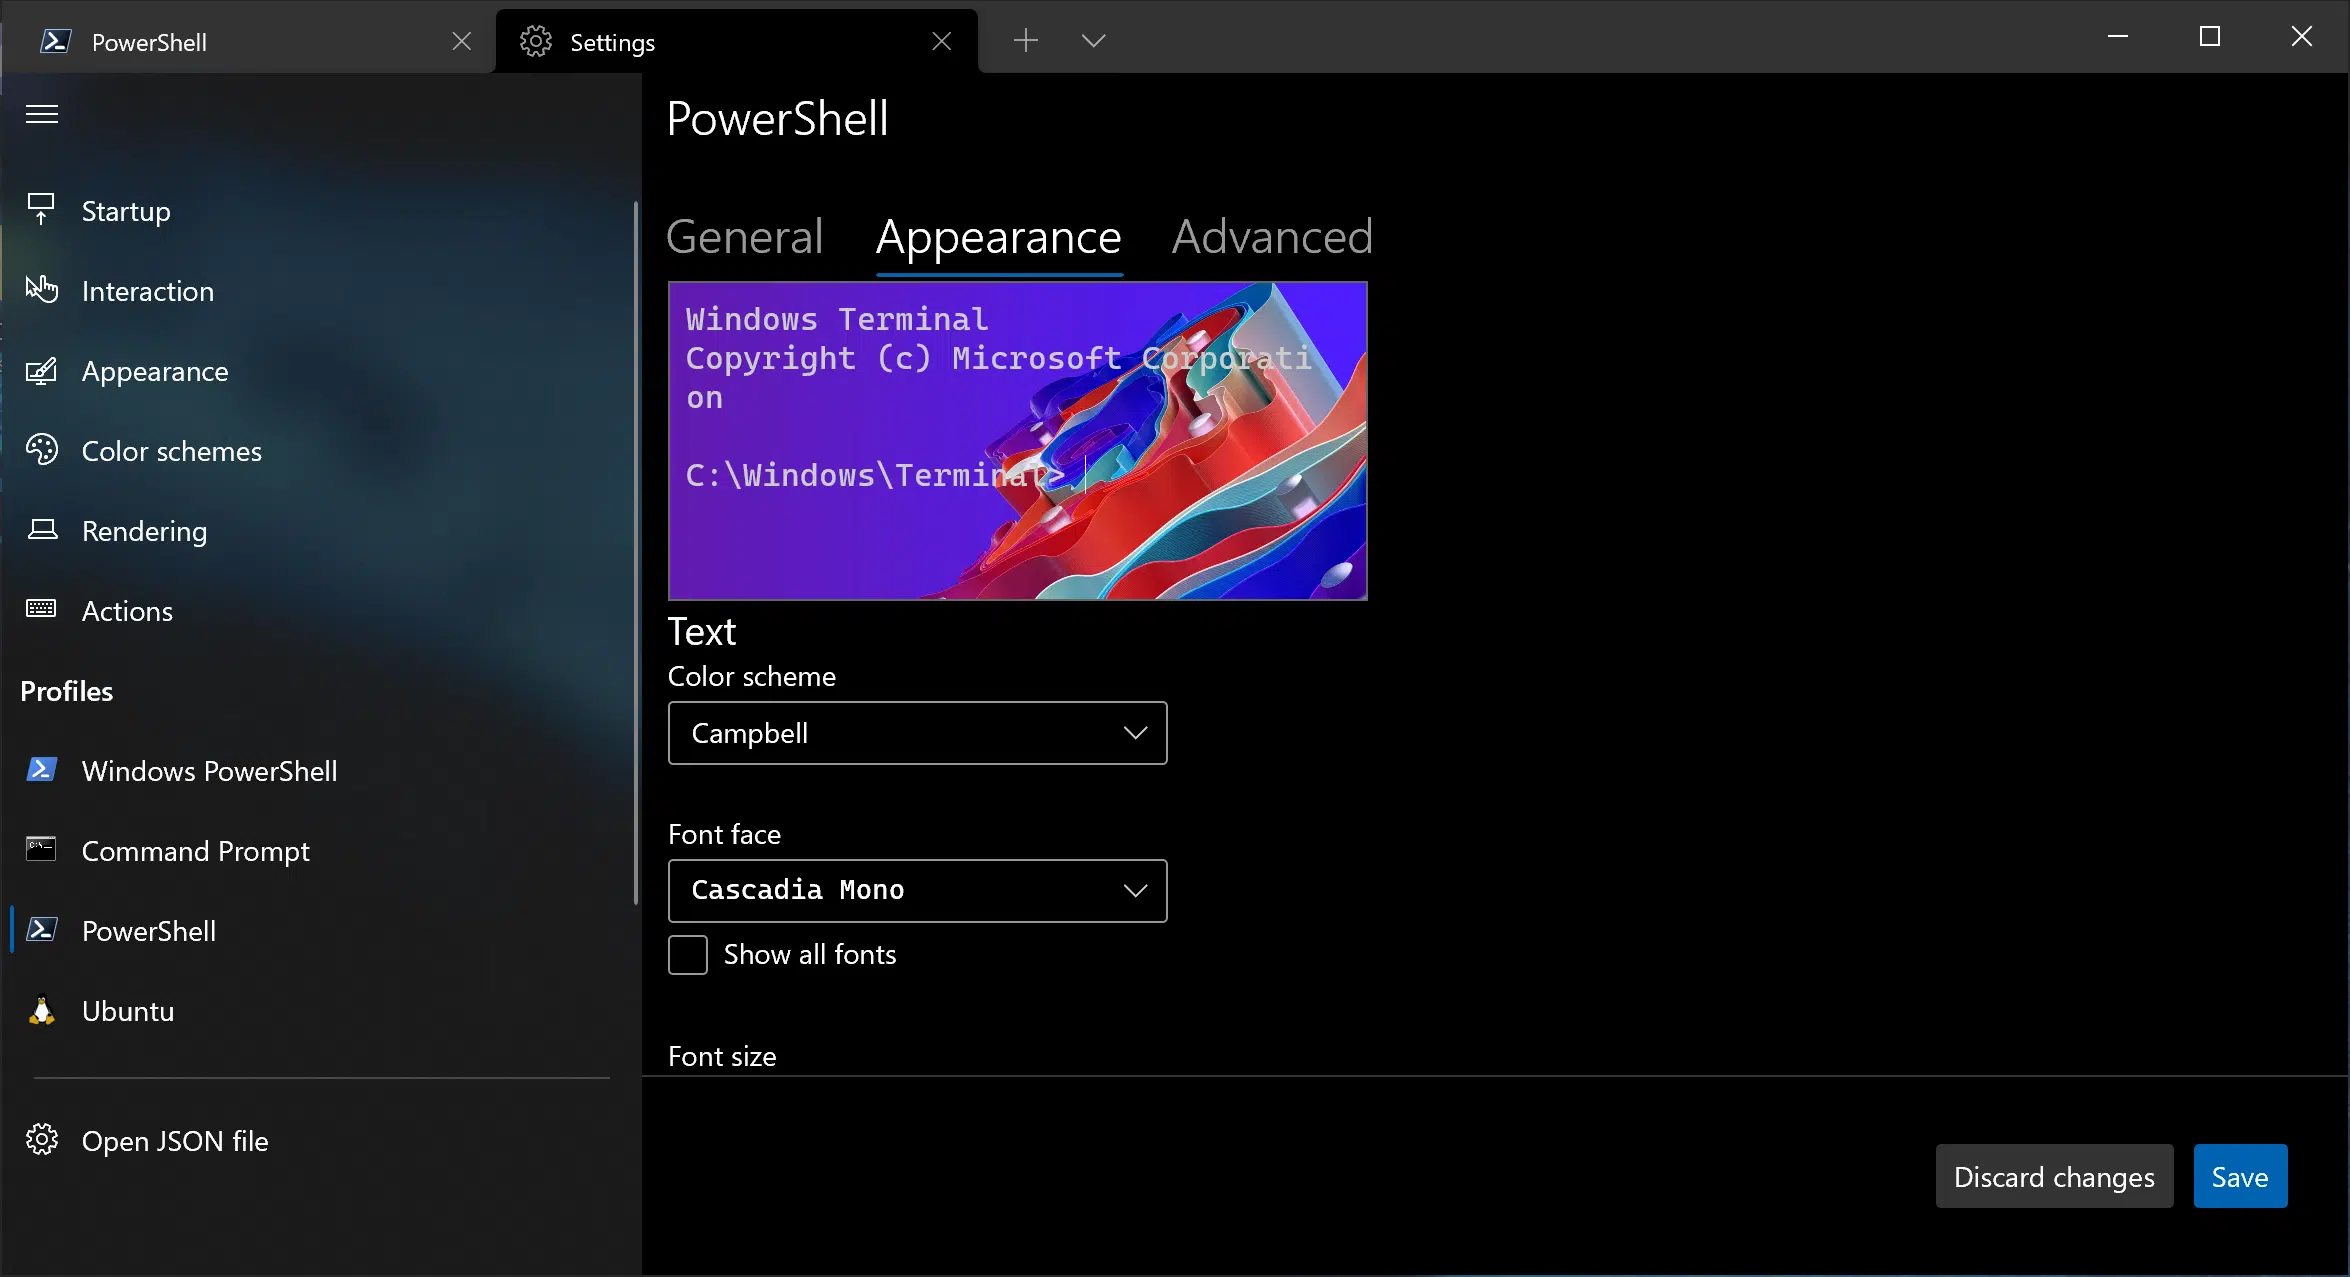 PowerShell
Settings
Startup
Interaction
Appearance
Color schemes
Rendering
Actions
Profiles
Windows PowerShell
Command Prompt
PowerShell
Ubuntu
Open JSON file
PowerShell
General Appearance Advanced
Windows Terminal
Copyright (c) Microsoft Corporati
on
C:\Windows\Terminal>
Text
Color scheme
Campbell
Font face
Cascadia Mono
Show all fonts
Font size
Discard changes Save